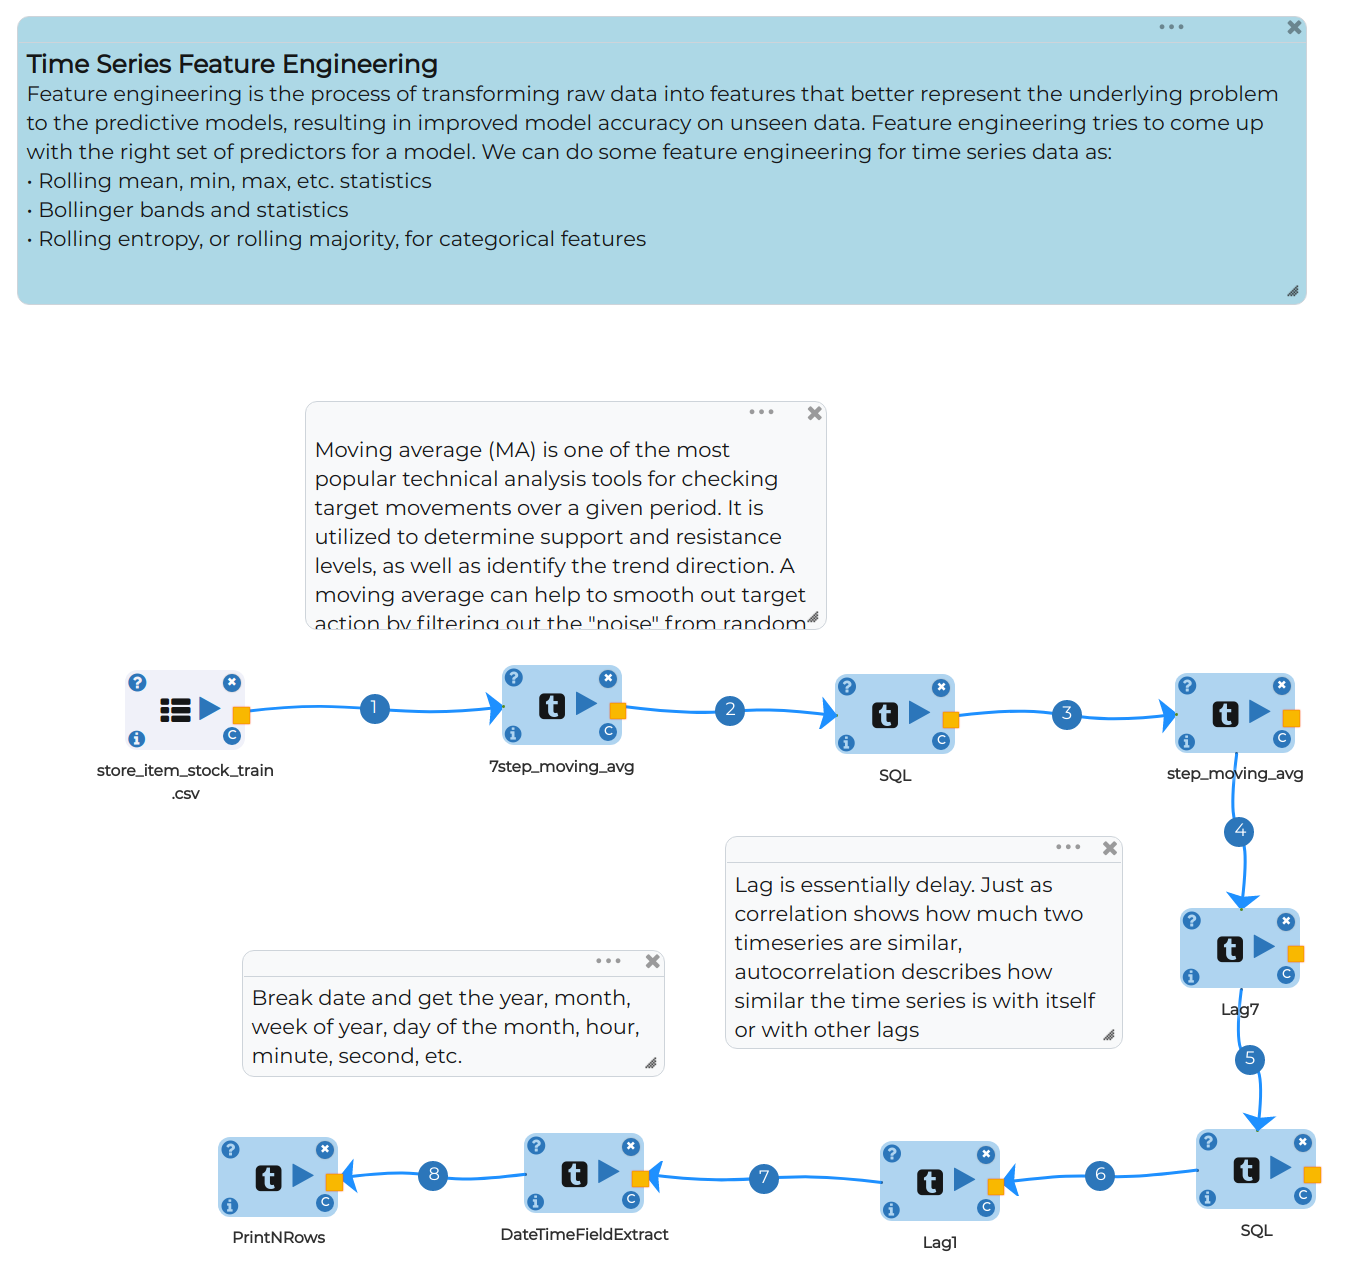 Time Series Feature Engineering
Feature engineering is the process of transforming raw data into features that better represent the underlying problem
to the predictive models, resulting in improved model accuracy on unseen data. Feature engineering tries to come up
with the right set of predictors for a model. We can do some feature engineering for time series data as:
• Rolling mean, min, max, etc. statistics
• Bollinger bands and statistics
• Rolling entropy, or rolling majority, for categorical features
Moving average (MA) is one of the most
popular technical analysis tools for checking
target movements over a given period. It is
utilized to determine support and resistance
levels, as well as identify the trend direction. A
moving average can help to smooth out target
action by filtering out the "noise" from random
1
2
3
store_item_stock_train
.csv
7step_moving_avg
SQL
step_moving_avg
4
Lag is essentially delay. Just as
correlation shows how much two
timeseries are similar,
autocorrelation describes how
similar the time series is with itself
or with other lags
Lag7
Break date and get the year, month,
week of year, day of the month, hour,
minute, second, etc.
5
8
7
6
PrintNRows
DateTimeFieldExtract
Lag1
SQL